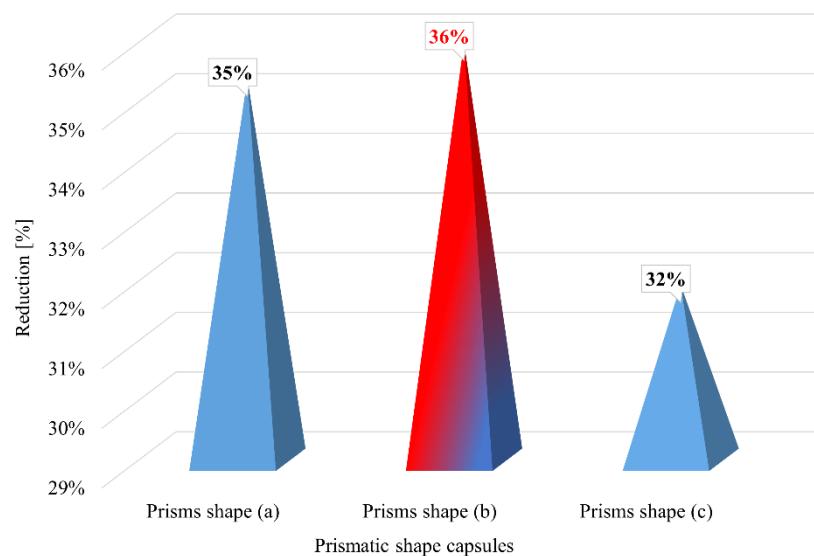 36%
35%
36%
35%
34%
33%
32%
32%
31%
30%
29%
Reduction [%]
Prisms shape (a)
Prisms shape (b)
Prisms shape (c)
Prismatic shape capsules